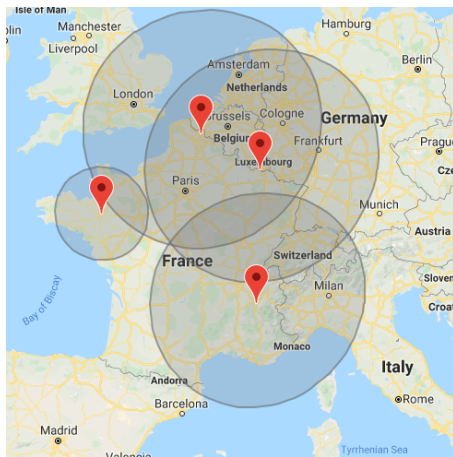 Isle of Man
Manchester
Hamburg
Liverpool
Berlin
Amsterdam
Netherlands
London
Germany
Brussels
Cologne
Belgium
Frankfurt
Prague
Luxembourg
Paris
Munich
Austria
France
Switzerland
Milan
Bay of Biscay
Monaco
Italy
Andorra
Rome
Barcelona
Madrid
Tyrrhenian Sea